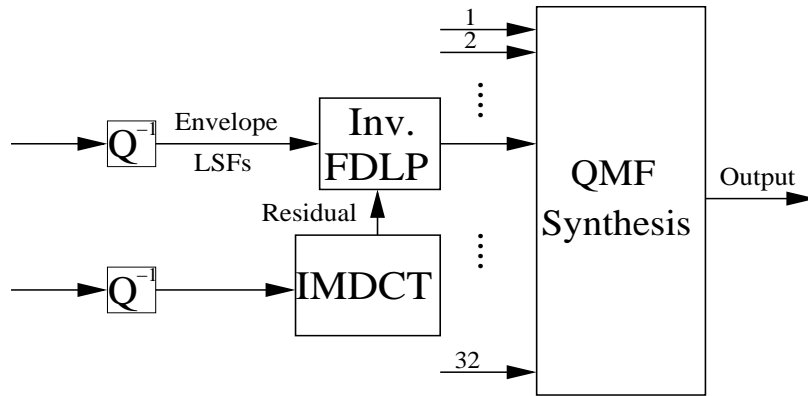 1
2
Q⁻¹
Envelope
LSFs
Inv.
FDLP
QMF
Synthesis
Output
Residual
Q⁻¹
IMDCT
32